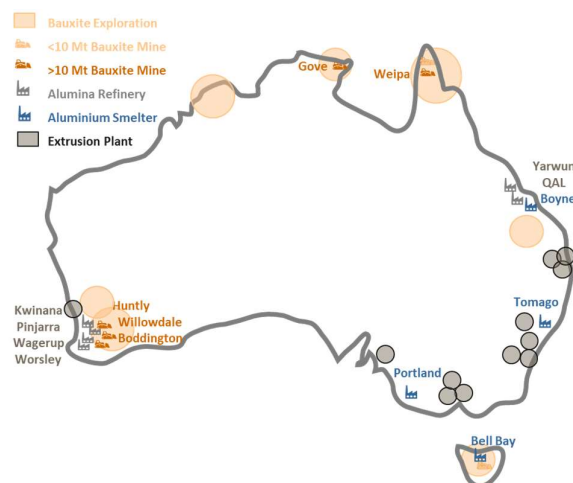 Bauxite Exploration
<10 Mt Bauxite Mine
>10 Mt Bauxite Mine
Alumina Refinery
Aluminium Smelter
Extrusion Plant
Gove
Weipa
Yarwun
QAL
Boyne
Tomago
Huntly
Willowdale
Boddington
Kwinana
Pinjarra
Wagerup
Worsley
Portland
Bell Bay